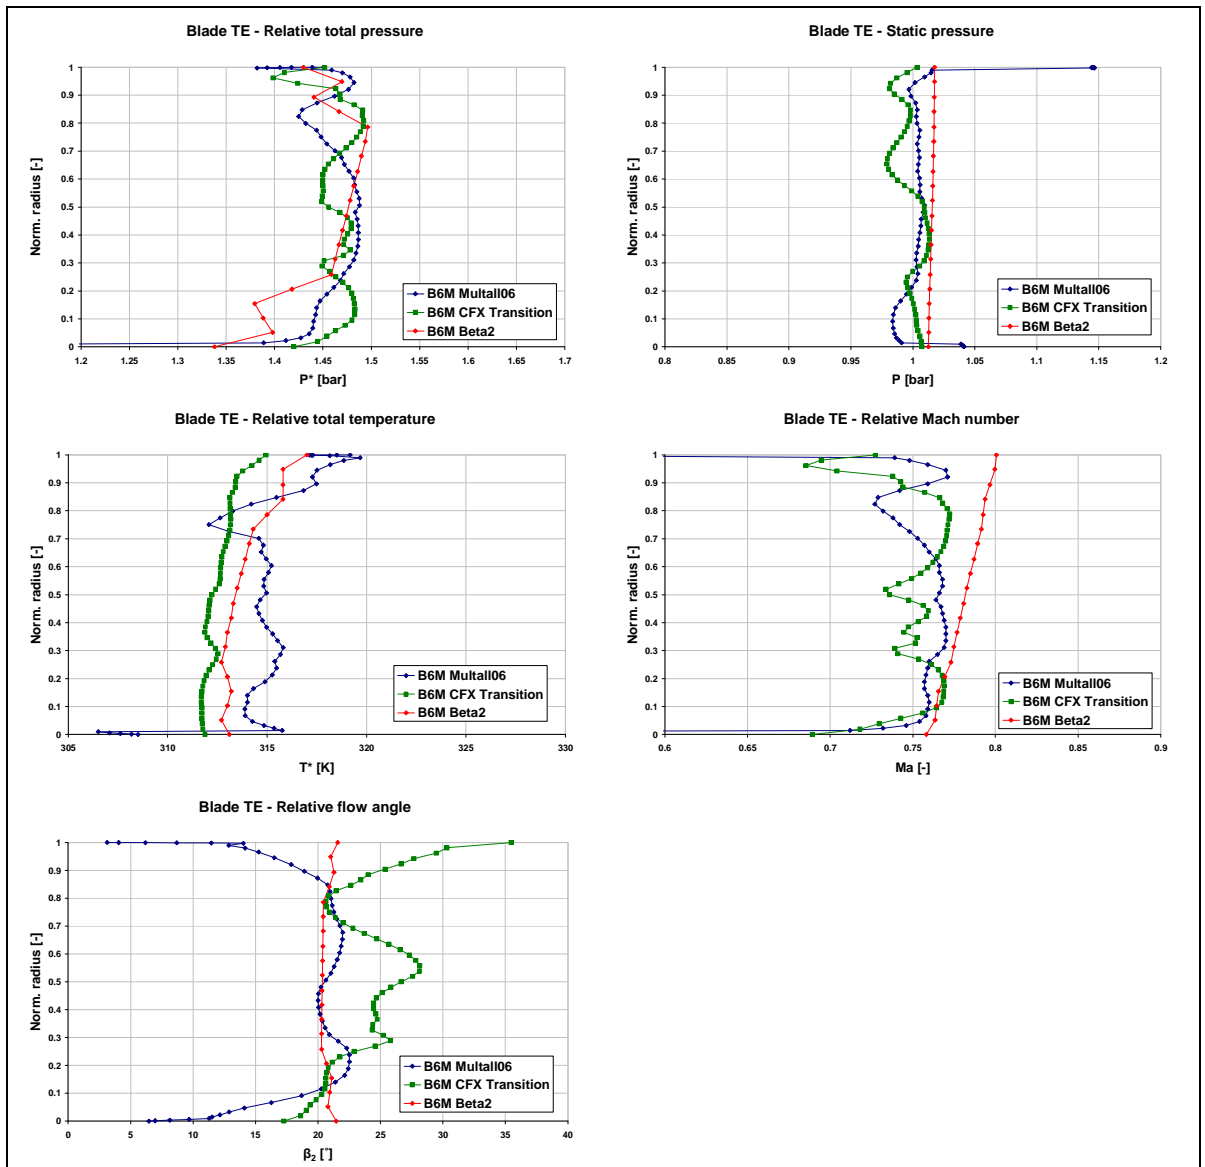 Blade TE - Relative total pressure
Norm. radius [-]
1
0.9
0.8
0.7
0.6
0.5
0.4
0.3
0.2
0.1
0
1.2 1.3 1.4 1.45 1.5 1.55 1.6 1.65 1.7
P* [bar]
B6M Multall06
B6M CFX Transition
B6M Beta2
Blade TE - Static pressure
Norm. radius [-]
1
0.9
0.8
0.7
0.6
0.5
0.4
0.3
0.2
0.1
0
0.8 0.9 0.95 1 1.05 1.1 1.15 1.2
P [bar]
B6M Multall06
B6M CFX Transition
B6M Beta2
Blade TE - Relative total temperature
Norm. radius [-]
1
0.9
0.8
0.7
0.6
0.5
0.4
0.3
0.2
0.1
0
305 310 315 320 325 330
T* [K]
B6M Multall06
B6M CFX Transition
B6M Beta2
Blade TE - Relative Mach number
Norm. radius [-]
1
0.9
0.8
0.7
0.6
0.5
0.4
0.3
0.2
0.1
0
0.6 0.65 0.7 0.75 0.8 0.85 0.9
Ma [-]
B6M Multall06
B6M CFX Transition
B6M Beta2
Blade TE - Relative flow angle
Norm. radius [-]
1
0.9
0.8
0.7
0.6
0.5
0.4
0.3
0.2
0.1
0
0 5 10 15 20 25 30 35 40
β2 [°]
B6M Multall06
B6M CFX Transition
B6M Beta2